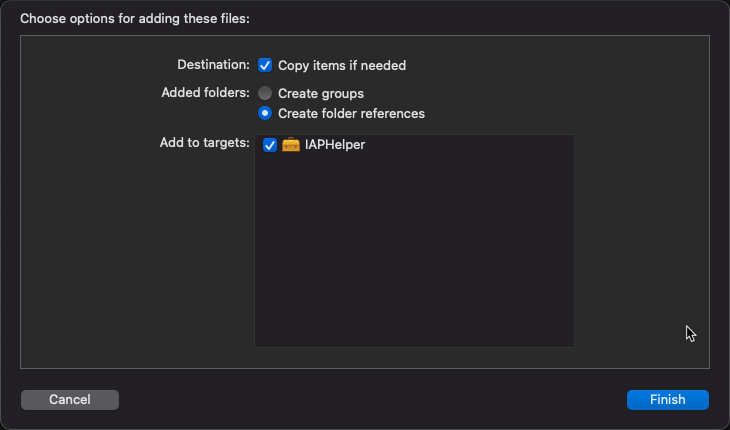 Choose options for adding these files:
Destination: Copy items if needed
Added folders: Create groups
Create folder references
Add to targets: IAPHelper
Cancel Finish